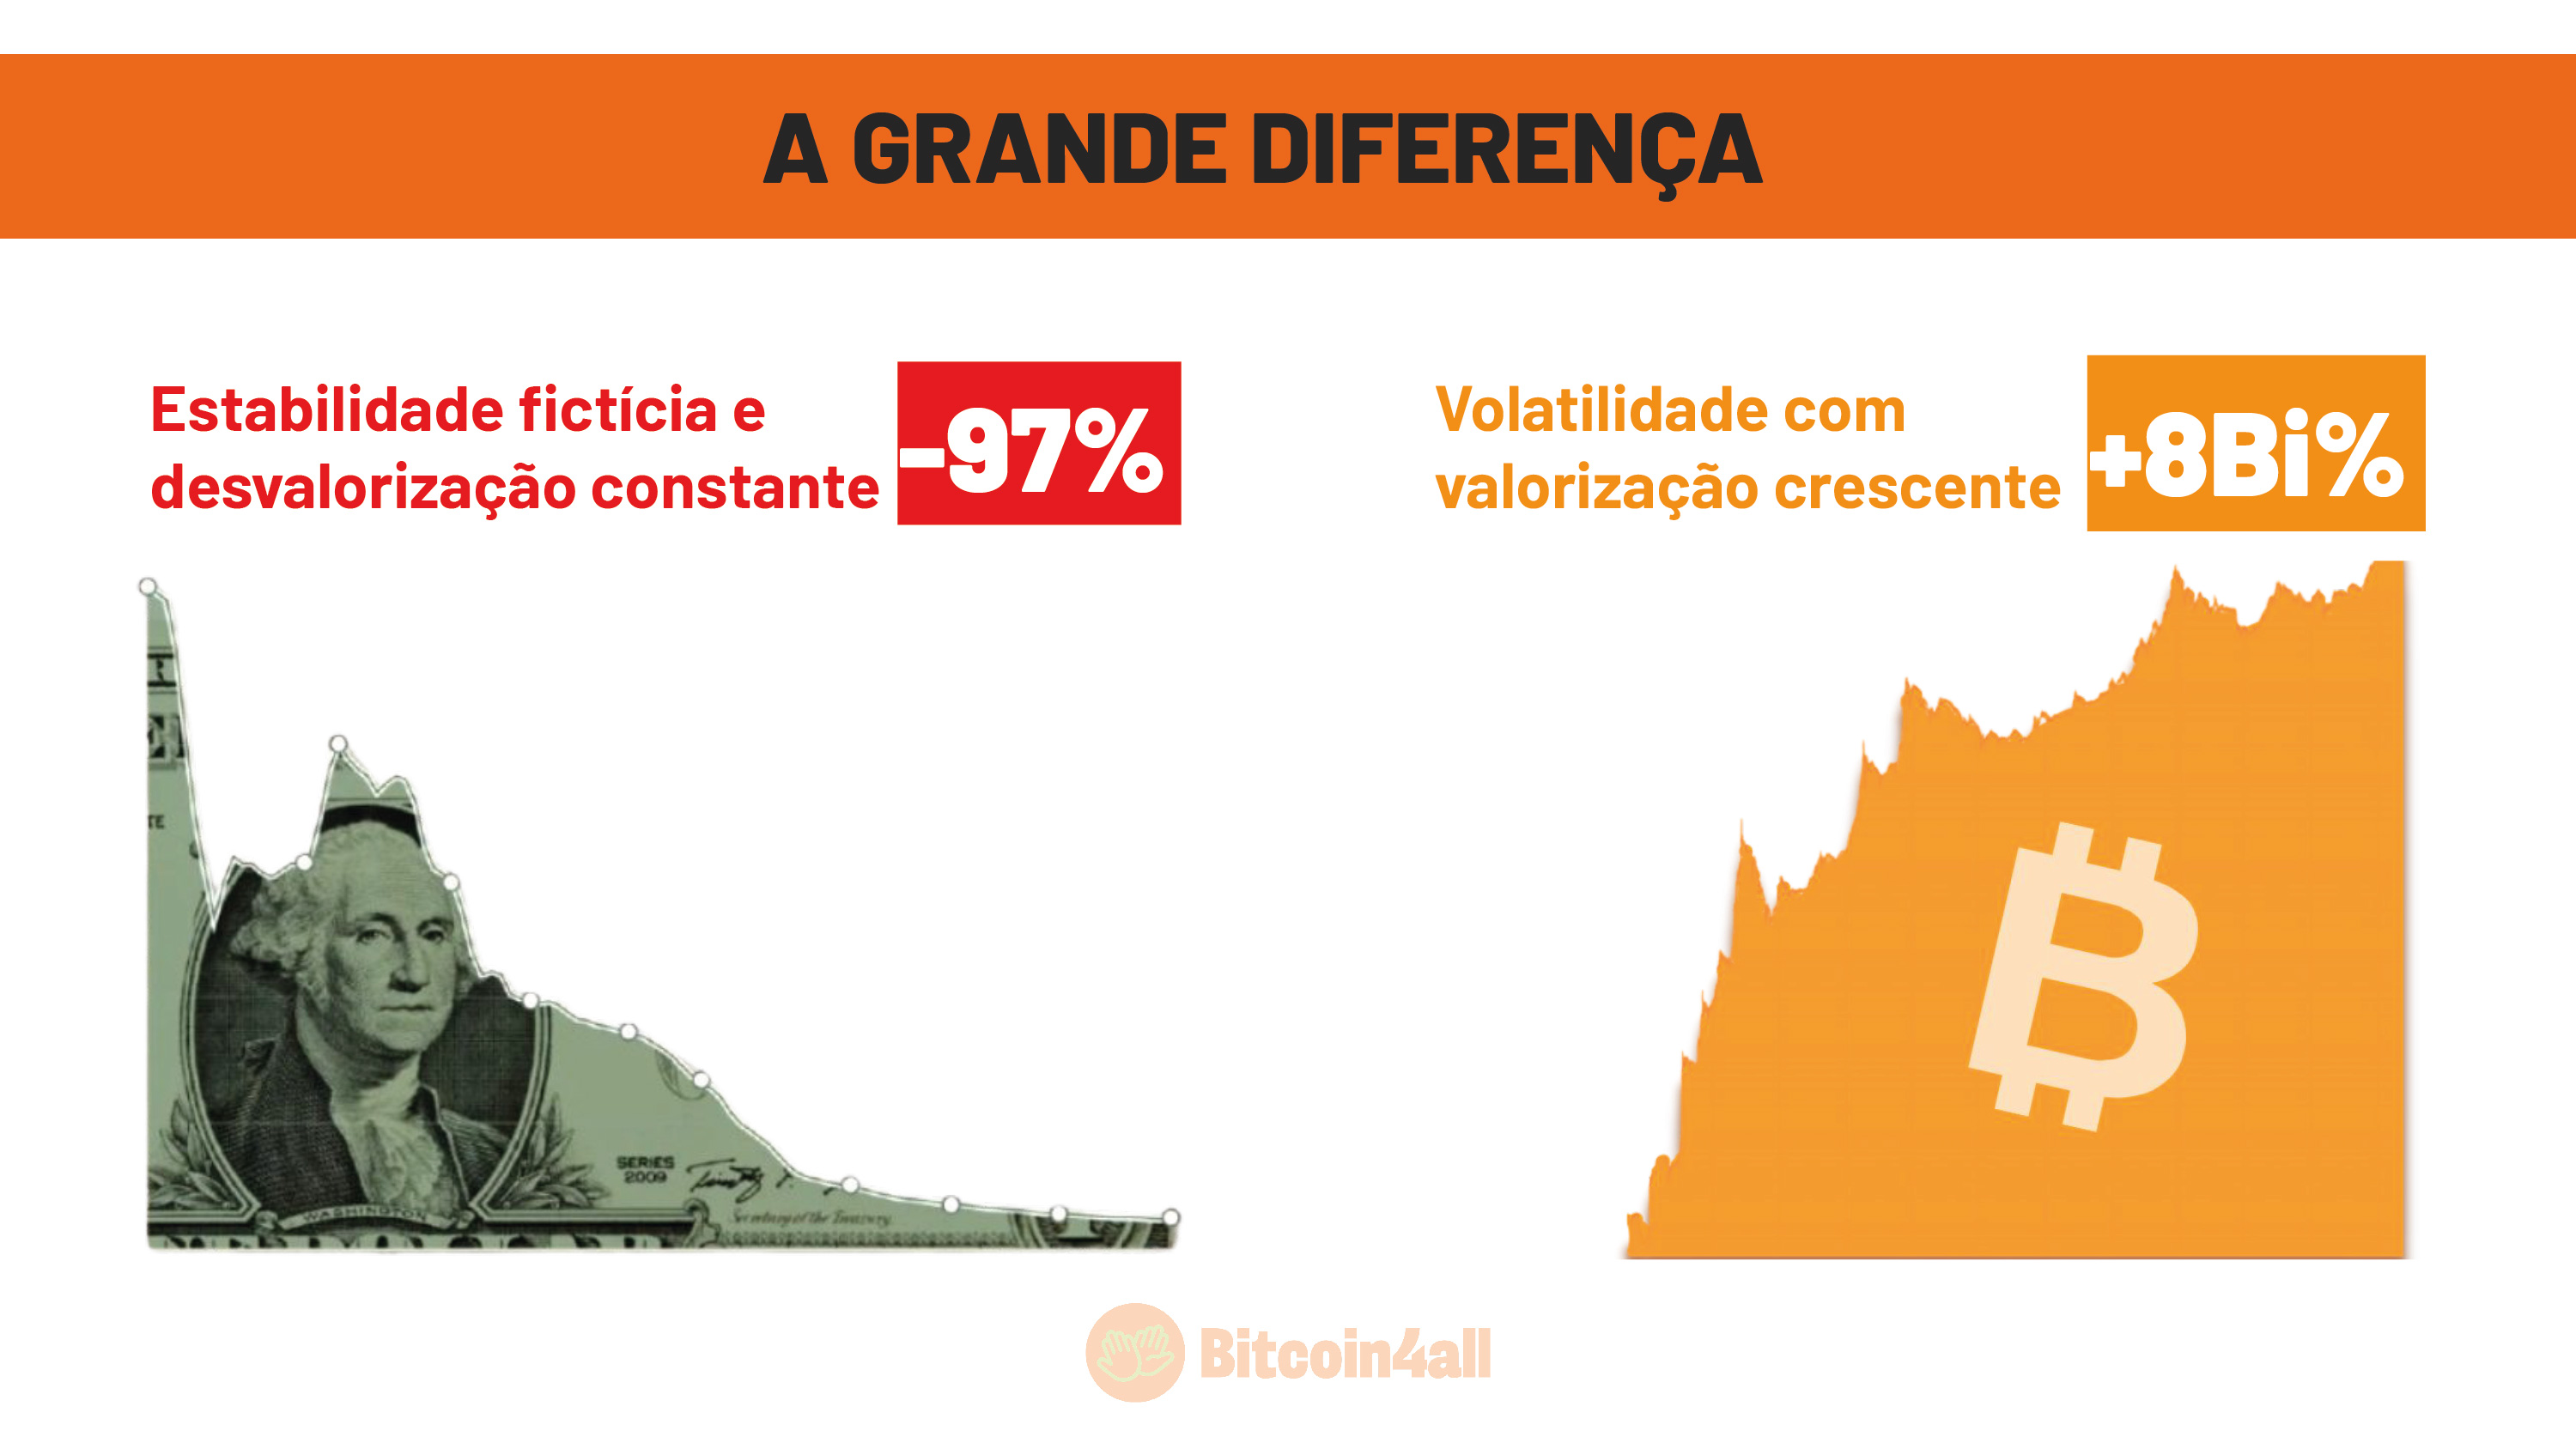 A GRANDE DIFERENÇA
Estabilidade fictícia e
desvalorização constante
-97%
Volatilidade com
valorização crescente
+8Bi%
TE
SERIES
2009
Secretary of the Treasury.
WASHINGTON
Bitcoin4all